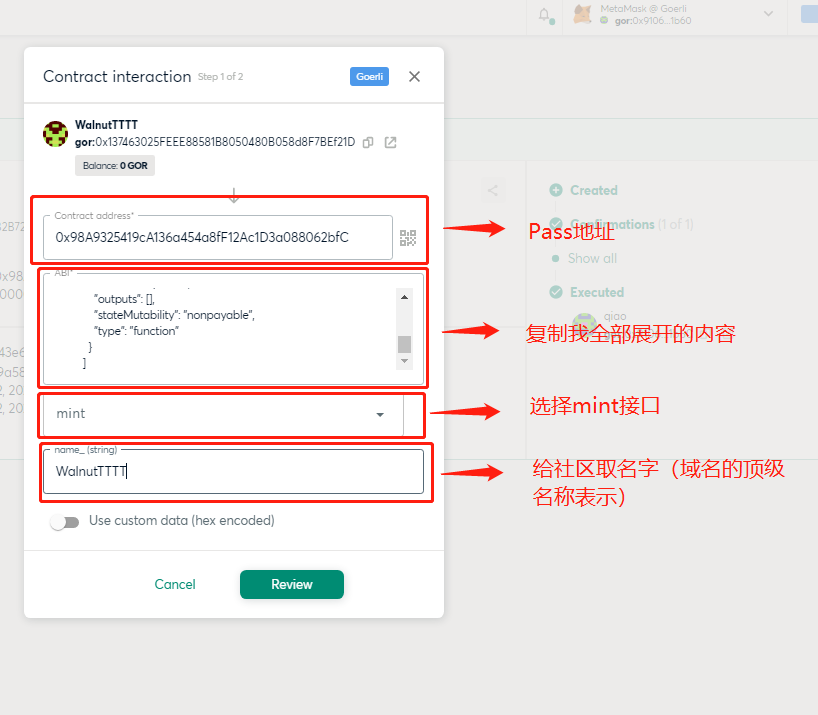 MetaMask @ Goerli
gor:0x9106...1b60
Contract interaction Step 1 of 2
Goerli
WalnutTTTT
gor:0x137463025FEEE88581B8050480B058d8F7BEf21D
Balance: 0 GOR
Contract address*
0x98A9325419cA136a454a8fF12Ac1D3a088062bfC
Pass地址
ABI*
"outputs": [],
"stateMutability": "nonpayable",
"type": "function"
}
]
复制我全部展开的内容
mint
选择mint接口
name_ (string)
WalnutTTTT
给社区取名字（域名的顶级
名称表示）
Use custom data (hex encoded)
Cancel
Review
Created
Confirmations (1 of 1)
Show all
Executed
qiao